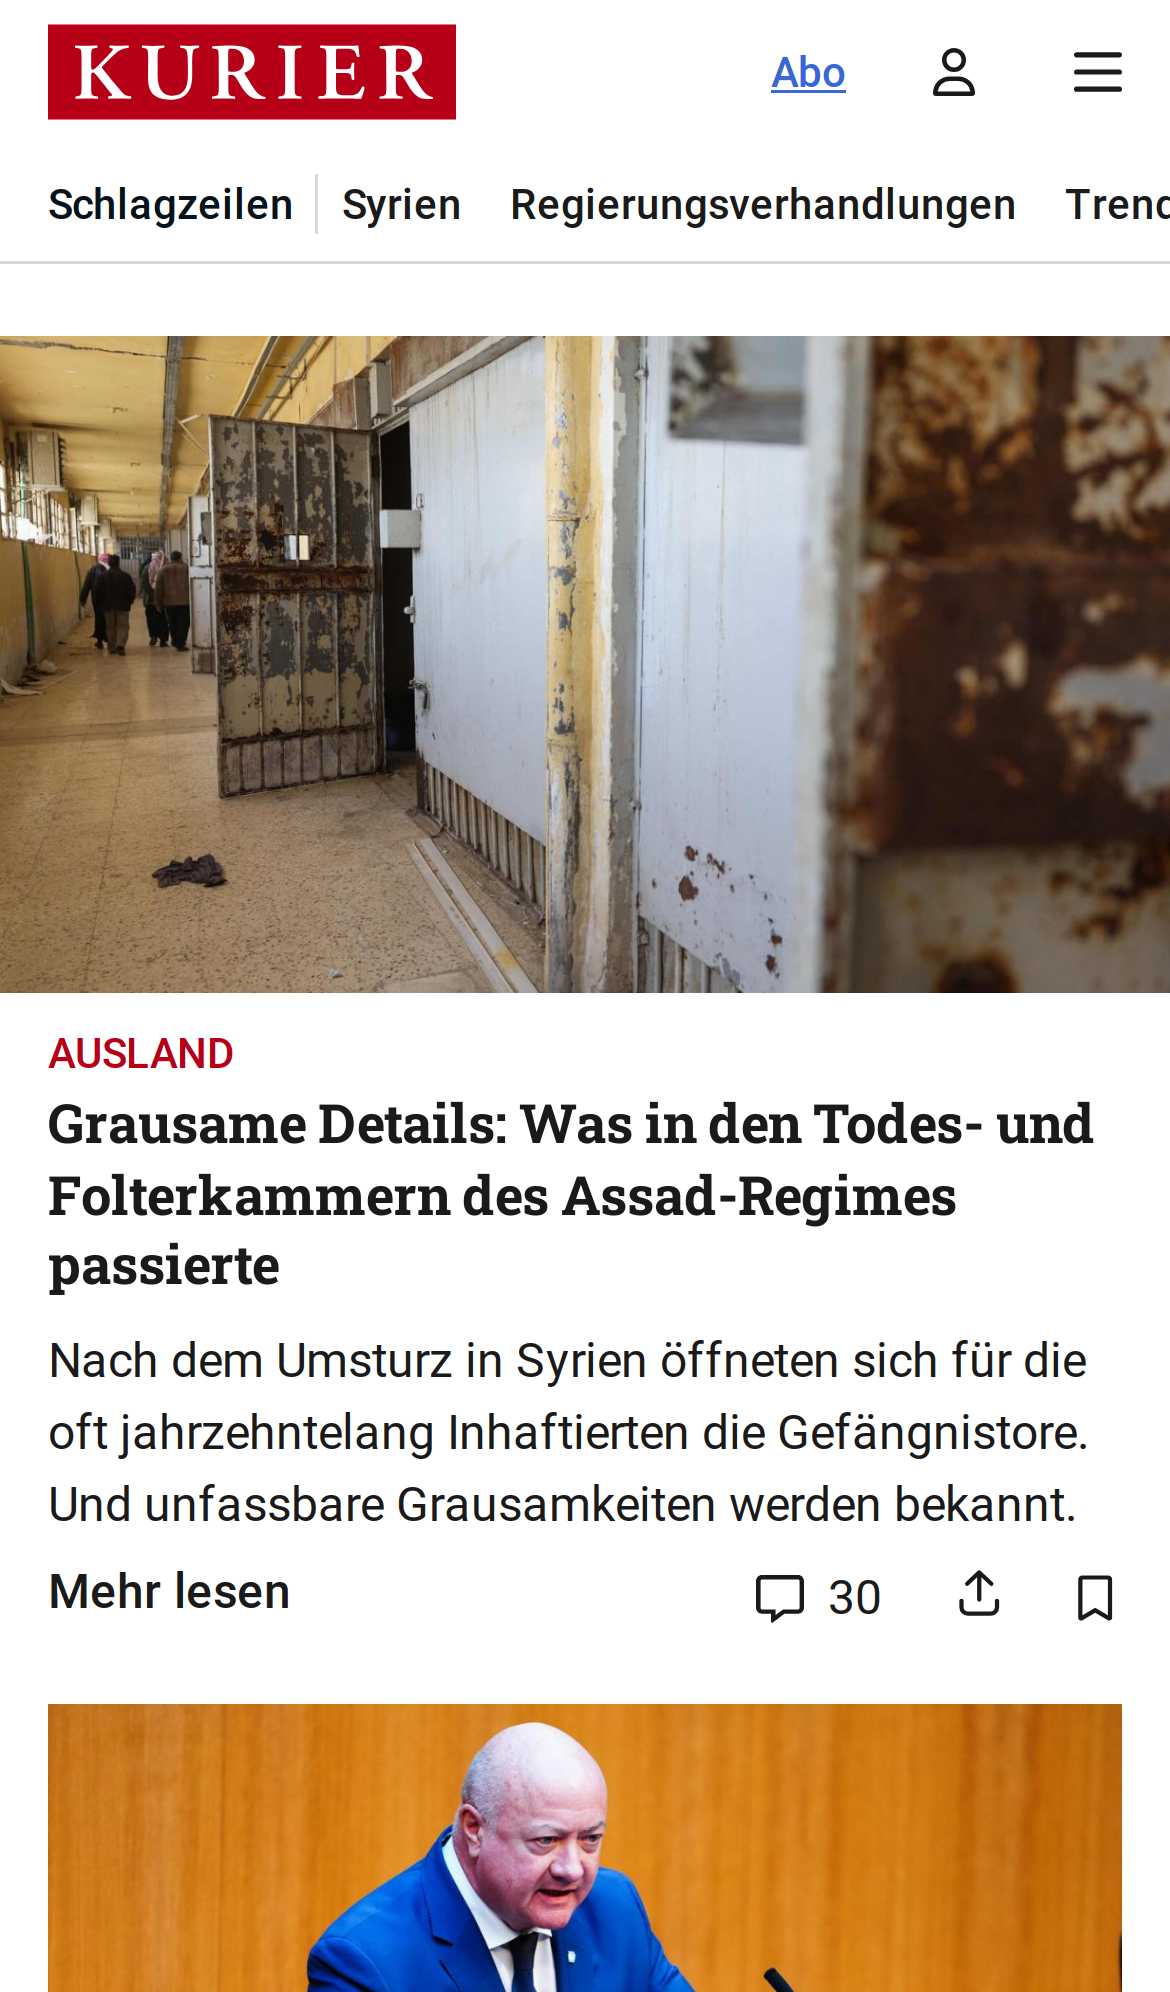 KURIER
Abo
Schlagzeilen
Syrien
Regierungsverhandlungen
Trend
AUSLAND
Grausame Details: Was in den Todes- und
Folterkammern des Assad-Regimes
passierte
Nach dem Umsturz in Syrien öffneten sich für die
oft jahrzehntelang Inhaftierten die Gefängnistore.
Und unfassbare Grausamkeiten werden bekannt.
Mehr lesen
30